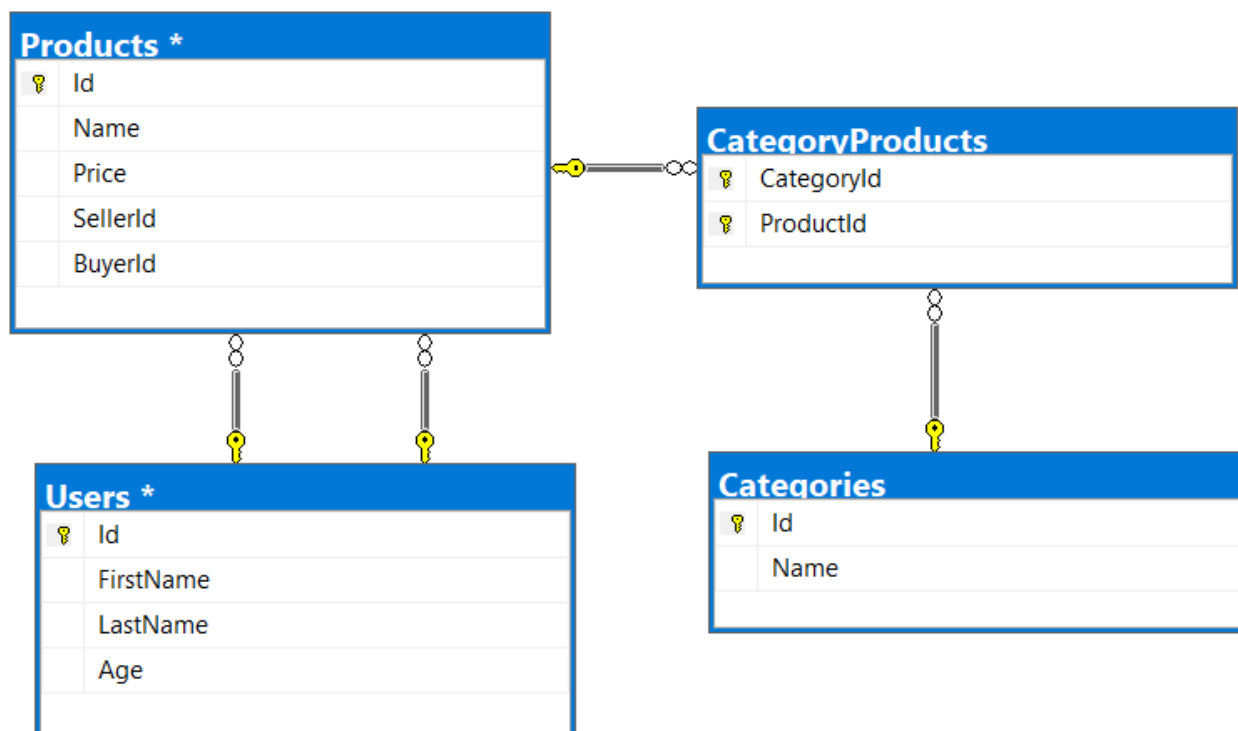 Products *
Id
Name
Price
SellerId
BuyerId
CategoryProducts
CategoryId
ProductId
Users *
Id
FirstName
LastName
Age
Categories
Id
Name